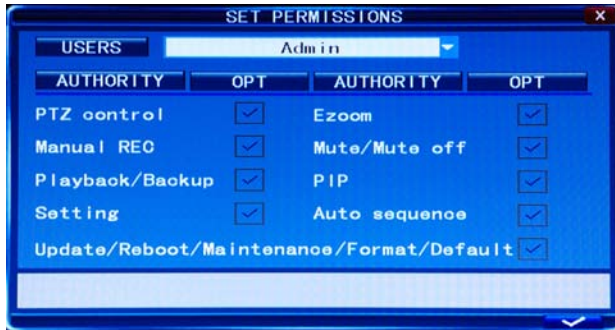 SET PERMISSIONS
USERS Admin
AUTHORITY OPT AUTHORITY OPT
PTZ control Ezoom
Manual REC Mute/Mute off
Playback/Backup PIP
Setting Auto sequence
Update/Reboot/Maintenance/Format/Default